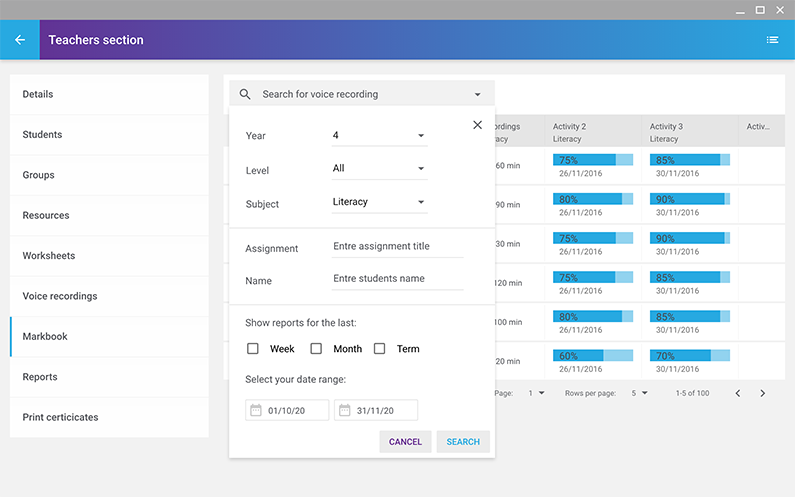 Teachers section
Details
Students
Groups
Resources
Worksheets
Voice recordings
Markbook
Reports
Print certicicates
Search for voice recording
Year
4
Level
All
Subject
Literacy
Assignment
Entre assignment title
Name
Entre students name
Show reports for the last:
Week
Month
Term
Select your date range:
01/10/20
31/11/20
CANCEL
SEARCH
Activity 2
Literacy
Activity 3
Literacy
Activ...
60 min
75%
26/11/2016
85%
30/11/2016
90 min
80%
26/11/2016
90%
30/11/2016
30 min
75%
26/11/2016
90%
30/11/2016
120 min
75%
26/11/2016
85%
30/11/2016
100 min
80%
26/11/2016
85%
30/11/2016
20 min
60%
26/11/2016
70%
30/11/2016
Page:
1
Rows per page:
5
1-5 of 100